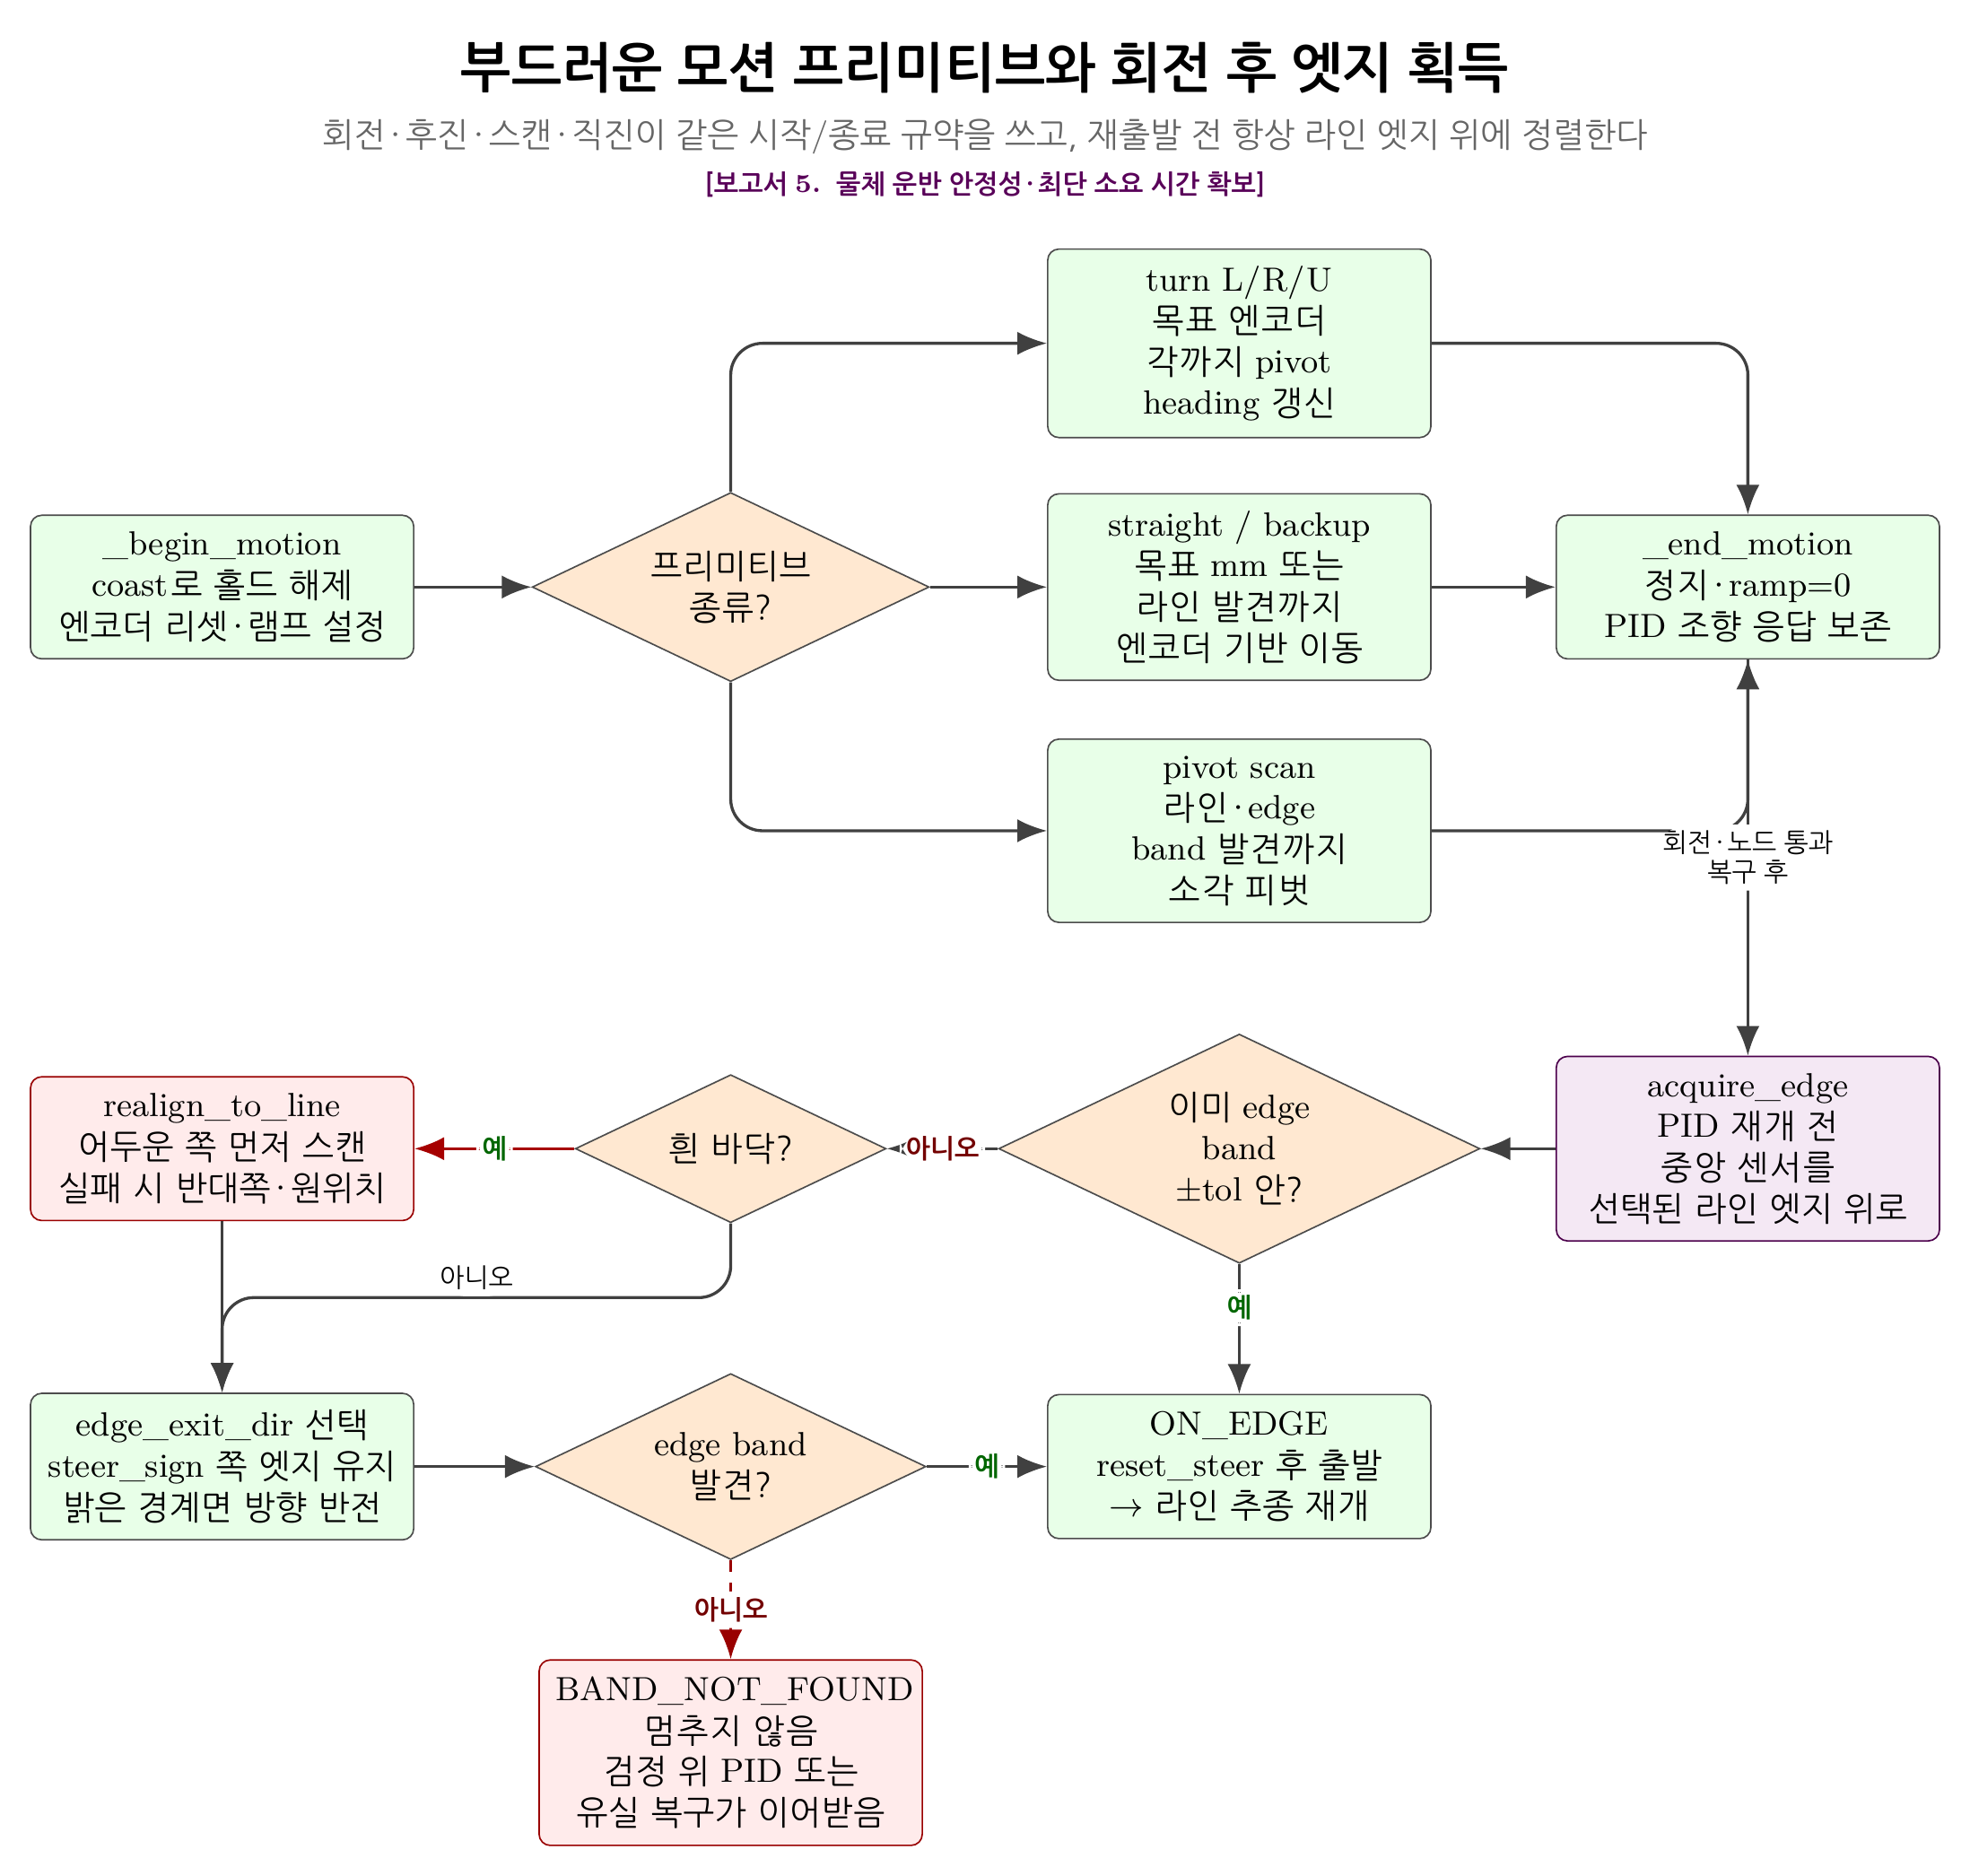 부드러운 모션 프리미티브와 회전 후 엣지 획득
회전·후진·스캔·직진이 같은 시작/종료 규약을 쓰고, 재출발 전 항상 라인 엣지 위에 정렬한다
[보고서 5. 물체 운반 안정성·최단 소요 시간 확보]
turn L/R/U
목표 엔코더
각까지 pivot
heading 갱신
_begin_motion
coast로 홀드 해제
엔코더 리셋·램프 설정
프리미티브
종류?
straight / backup
목표 mm 또는
라인 발견까지
엔코더 기반 이동
_end_motion
정지·ramp=0
PID 조향 응답 보존
pivot scan
라인·edge
band 발견까지
소각 피벗
회전·노드 통과
복구 후
realign_to_line
어두운 쪽 먼저 스캔
실패 시 반대쪽·원위치
예
흰 바닥?
아니오
이미 edge
band
±tol 안?
acquire_edge
PID 재개 전
중앙 센서를
선택된 라인 엣지 위로
아니오
예
edge_exit_dir 선택
steer_sign 쪽 엣지 유지
밝은 경계면 방향 반전
edge band
발견?
예
ON_EDGE
reset_steer 후 출발
→ 라인 추종 재개
아니오
BAND_NOT_FOUND
멈추지 않음
검정 위 PID 또는
유실 복구가 이어받음